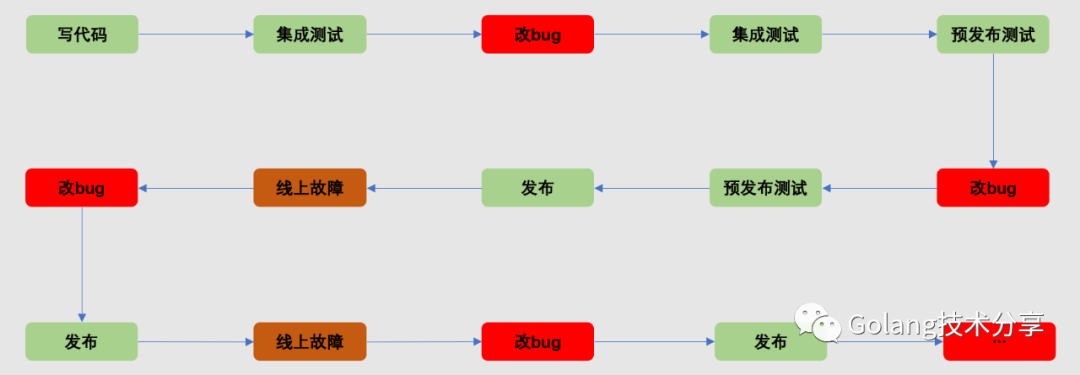 写代码
集成测试
改bug
集成测试
预发布测试
改bug
线上故障
发布
预发布测试
改bug
发布
线上故障
改bug
发布
...
Golang技术分享